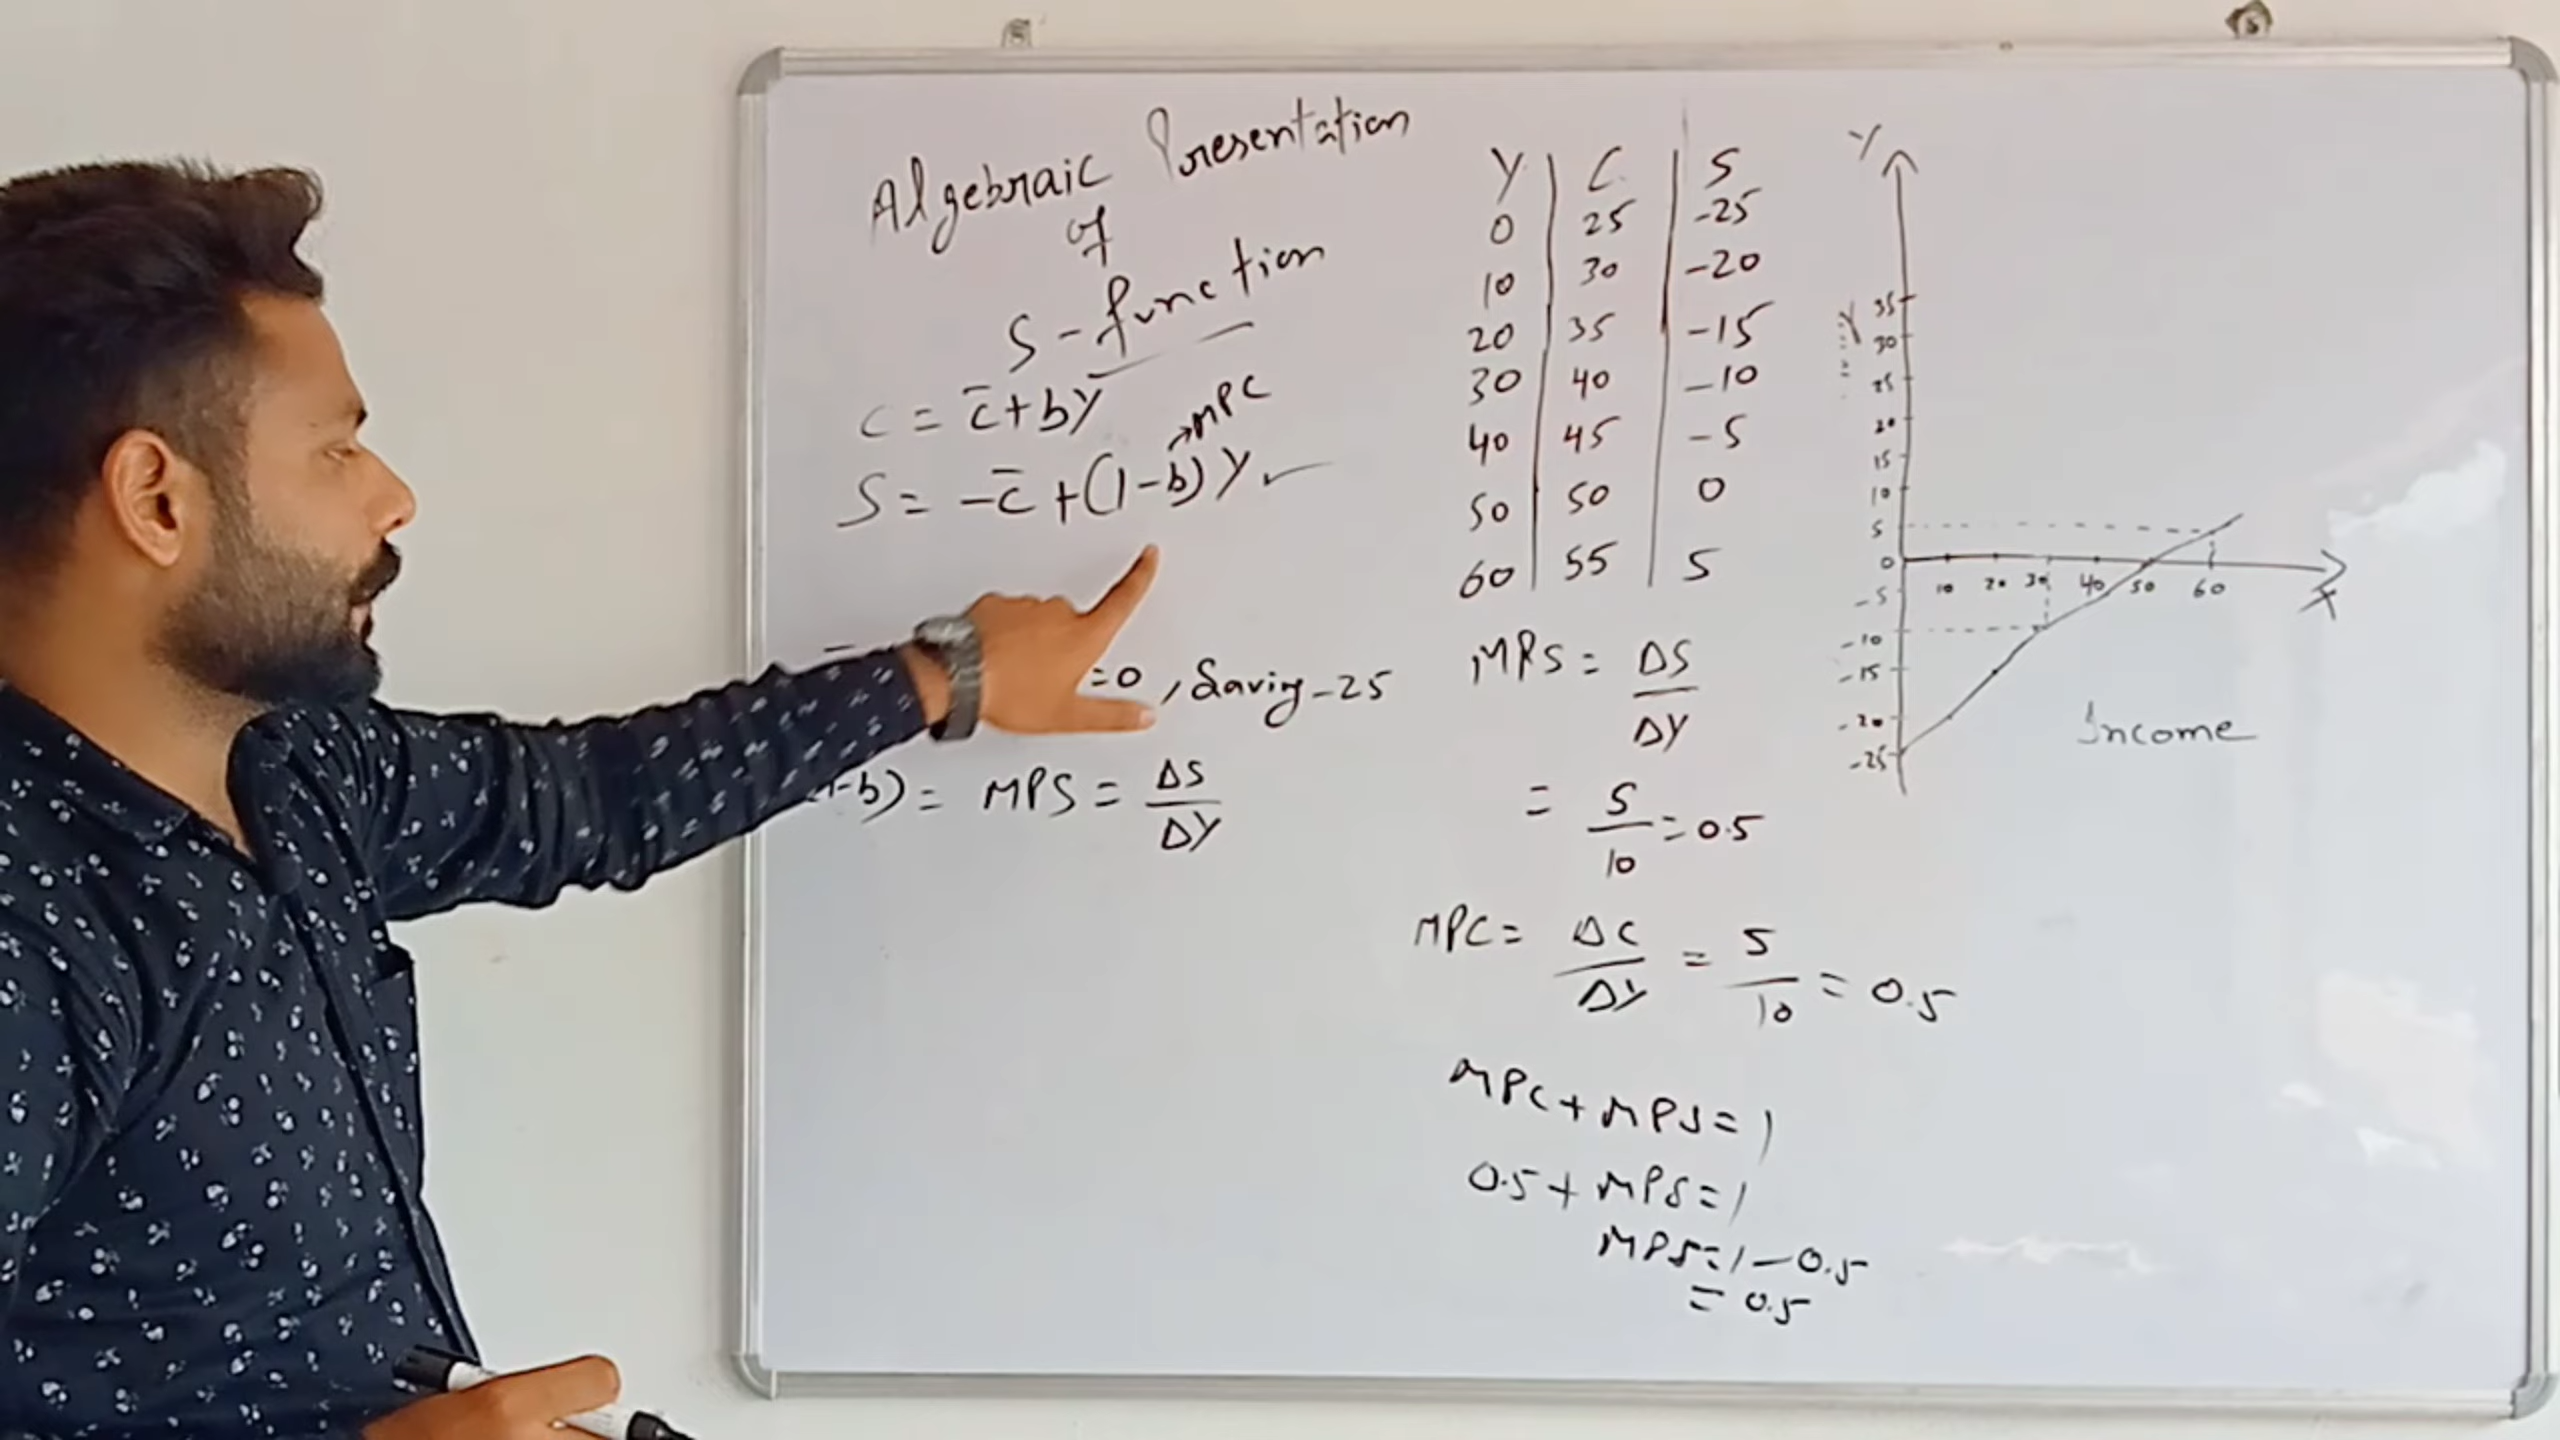 Algebraic Presentation
of
S-function
C = c̄+bY
→MPC
S = -c̄+(1-b)Y✓
=0, Saving-25
1-b) = MPS = ΔS/ΔY
Y | C | S
0 | 25 | -25
10 | 30 | -20
20 | 35 | -15
30 | 40 | -10
40 | 45 | -5
50 | 50 | 0
60 | 55 | 5
MPS = ΔS/ΔY
= 5/10 = 0.5
MPC = ΔC/ΔY = 5/10 = 0.5
MPC+MPS=1
0.5+MPS=1
MPS=1-0.5
= 0.5
Y
35
30
25
20
15
10
5
0
10 20 30 40 50 60
X
-5
-10
-15
-20
-25
Income